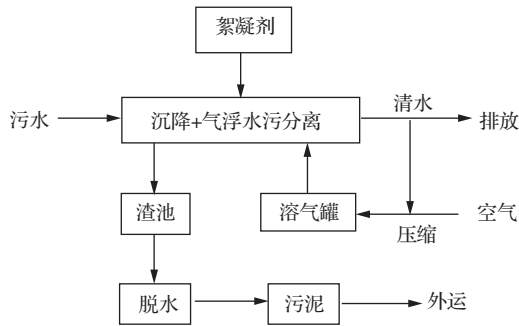 絮凝剂
清水
污水
沉降+气浮水污分离
排放
渣池
溶气罐
空气
压缩
脱水
污泥
外运